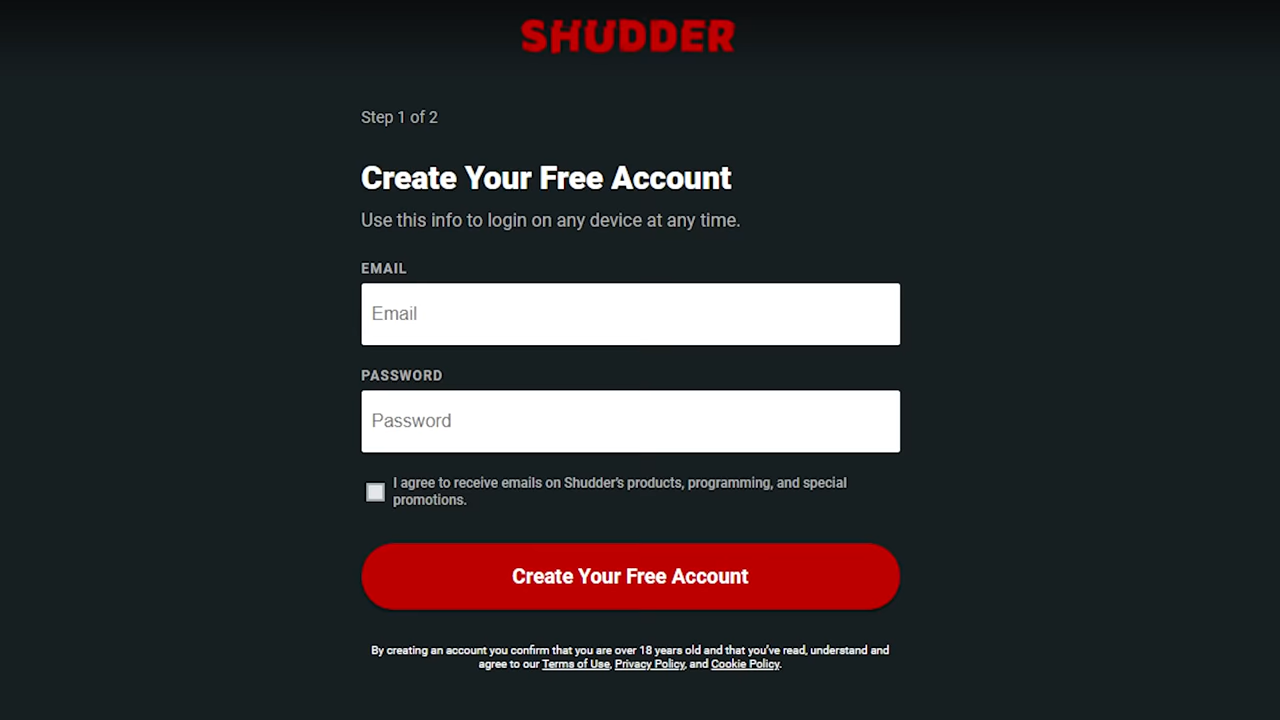 SHUDDER
Step 1 of 2
Create Your Free Account
Use this info to login on any device at any time.
EMAIL
Email
PASSWORD
Password
I agree to receive emails on Shudder's products, programming, and special
promotions.
Create Your Free Account
By creating an account you confirm that you are over 18 years old and that you've read, understand and
agree to our Terms of Use, Privacy Policy, and Cookie Policy.